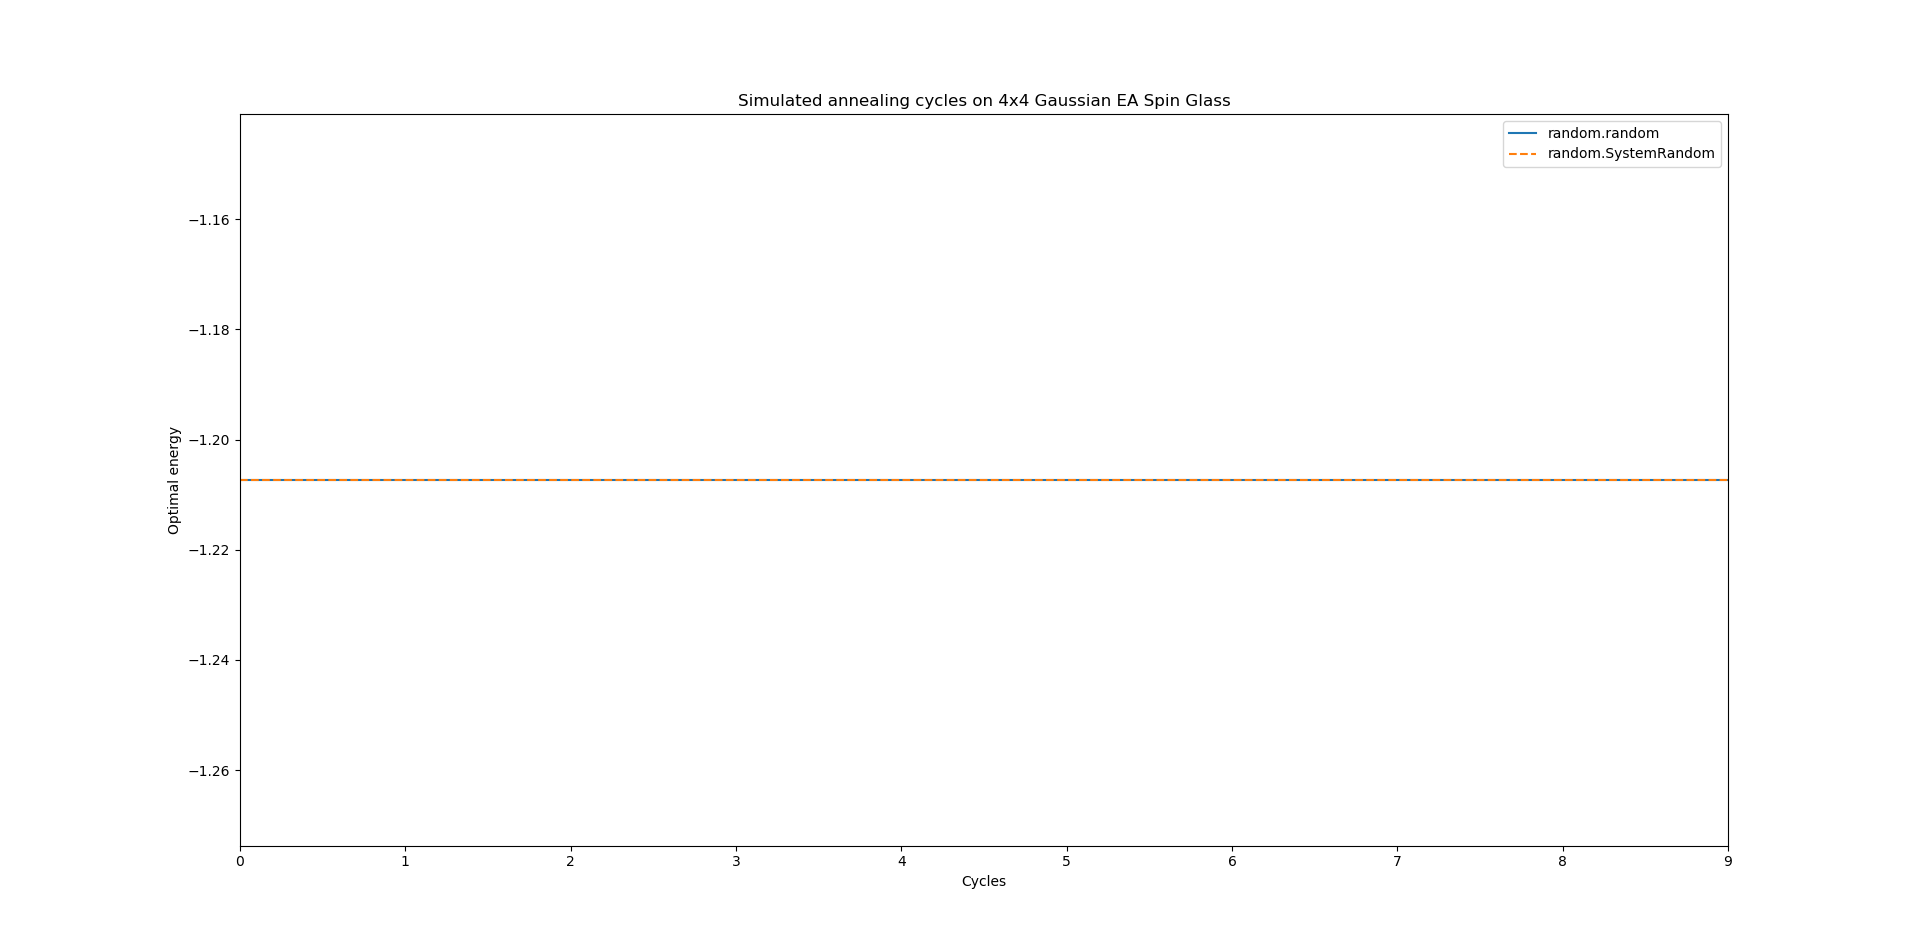 Simulated annealing cycles on 4x4 Gaussian EA Spin Glass
random.random
random.SystemRandom
−1.16
−1.18
−1.20
−1.22
−1.24
−1.26
Optimal energy
0 1 2 3 4 5 6 7 8 9
Cycles